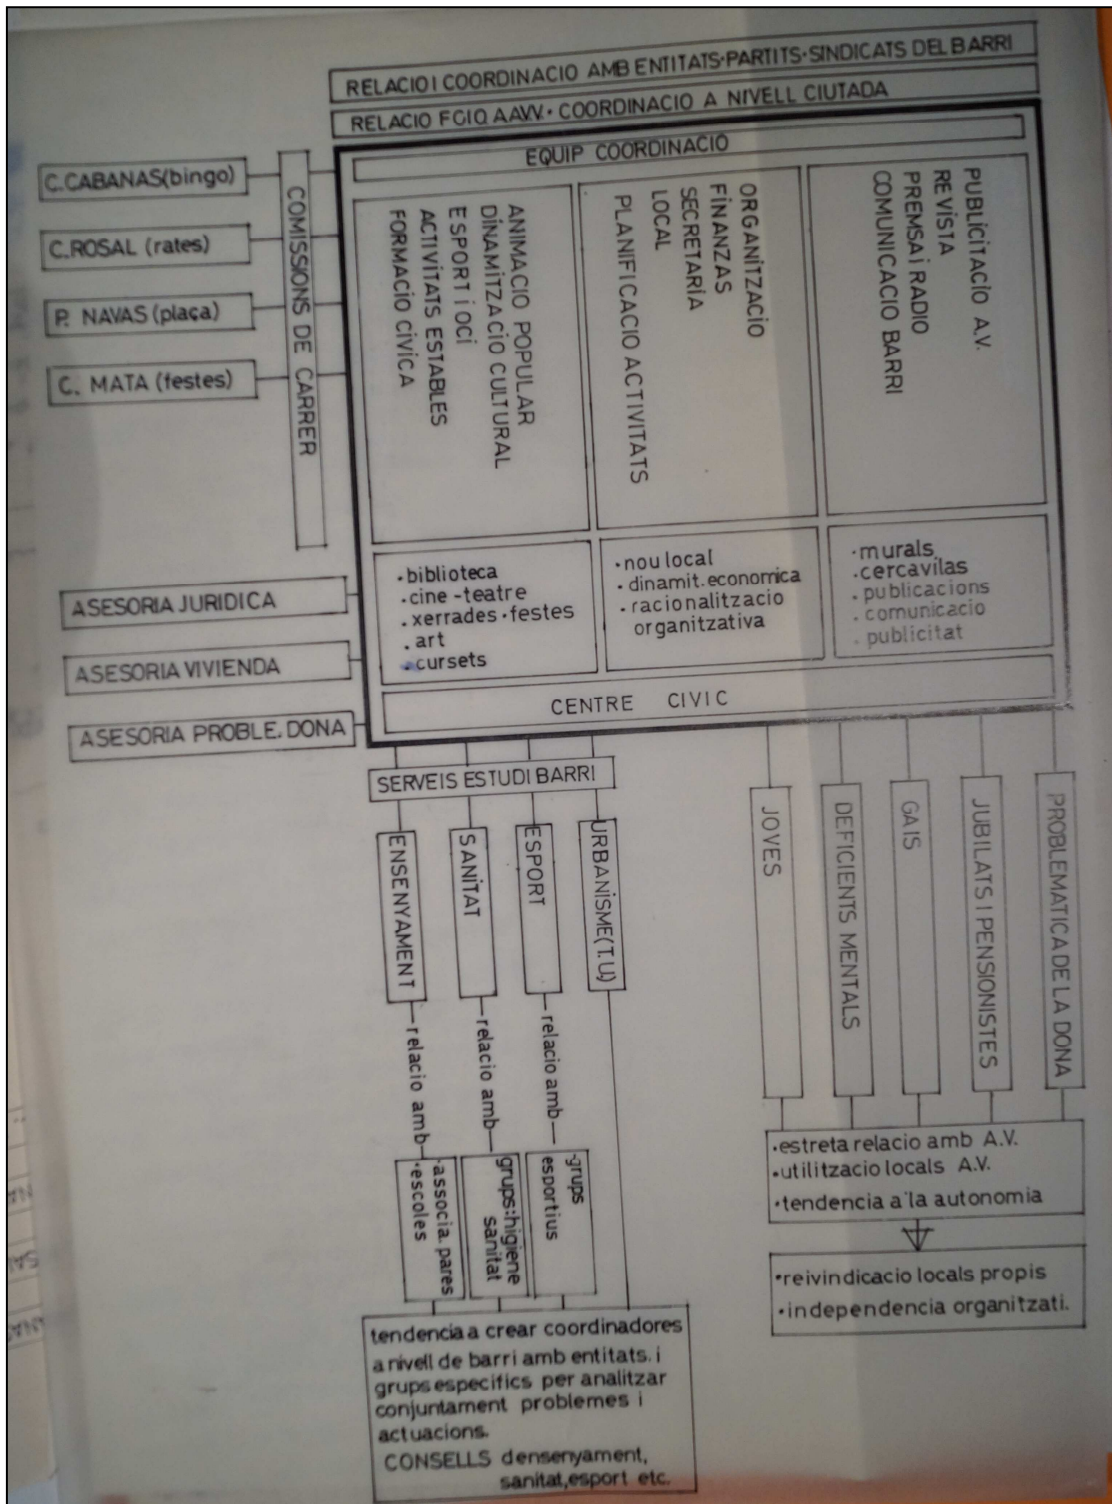 RELACIO I COORDINACIO AMB ENTITATS·PARTITS·SINDICATS DEL BARRI
RELACIO FCIO. AAVV.· COORDINACIO A NIVELL CIUTADA
EQUIP COORDINACIO
C. CABANAS(bingo)
C. ROSAL (rates)
P. NAVAS (plaça)
C. MATA (festes)
COMISSIONS DE CARRER
ANIMACIO POPULAR
DINAMITZACIO CULTURAL
ESPORT i OCI
ACTIVITATS ESTABLES
FORMACIO CIVICA
ORGANITZACIO
FINANZAS
SECRETARÍA
LOCAL
PLANIFICACIO ACTIVITATS
PUBLICITACIO A.V.
REVISTA
PREMSA i RADIO
COMUNICACIO BARRI
ASESORIA JURIDICA
ASESORIA VIVIENDA
ASESORIA PROBLE. DONA
·biblioteca
·cine-teatre
·xerrades·festes
·art
·cursets
·nou local
·dinamit.economica
·racionalitzacio
organitzativa
·murals
·cercavilas
·publicacions
·comunicacio
·publicitat
CENTRE CIVIC
SERVEIS ESTUDI BARRI
ENSENYAMENT
SANITAT
ESPORT
URBANISME(T.U.)
relacio amb
relacio amb
relacio amb
·associa. pares
·escoles
grups:higiene
sanitat
·grups
esportius
tendencia a crear coordinadores
a nivell de barri amb entitats. i
grups especifics per analitzar
conjuntament problemes i
actuacions.
CONSELLS densenyament,
sanitat,esport etc.
JOVES
DEFICIENTS MENTALS
GAIS
JUBILATS I PENSIONISTES
PROBLEMATICA DE LA DONA
·estreta relacio amb A.V.
·utilitzacio locals A.V.
·tendencia a'la autonomia
·reivindicacio locals propis
·independencia organitzati.